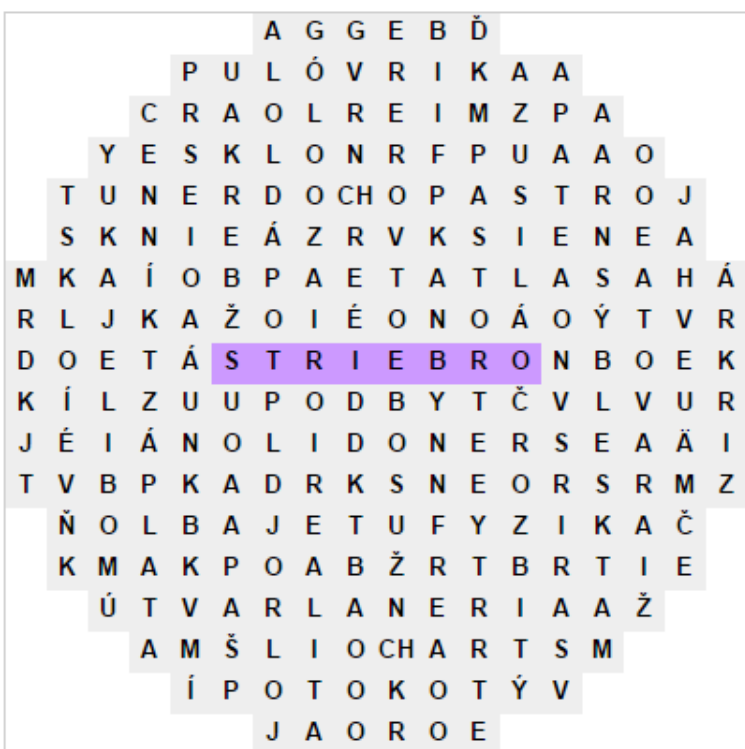 A G G E B Ď
P U L Ó V R I K A A
C R A O L R E I M Z P A
Y E S K L O N R F P U A A O
T U N E R D O CH O P A S T R O J
S K N I E Á Z R V K S I E N E A
M K A Í O B P A E T A T L A S A H Á
R L J K A Ž O I É O N O Á O Ý T V R
D O E T Á S T R I E B R O N B O E K
K Í L Z U U P O D B Y T Č V L V U R
J É I Á N O L I D O N E R S E A Ä I
T V B P K A D R K S N E O R S R M Z
Ň O L B A J E T U F Y Z I K A Č
K M A K P O A B Ž R T B R T I E
Ú T V A R L A N E R I A A Ž
A M Š L I O CH A R T S M
Í P O T O K O T Ý V
J A O R O E